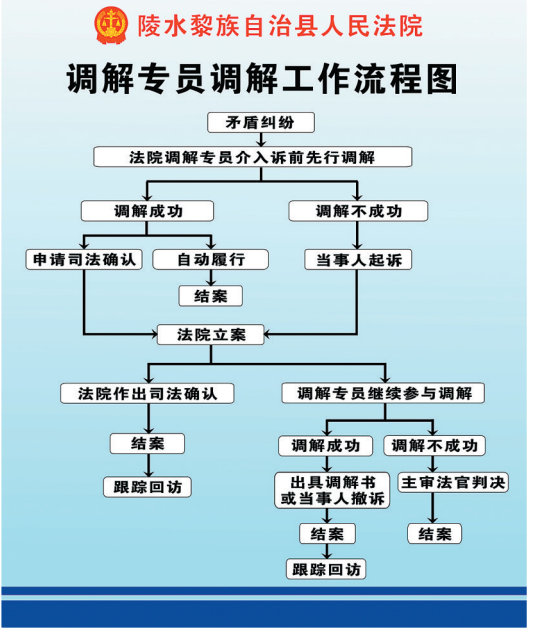 陵水黎族自治县人民法院
调解专员调解工作流程图
矛盾纠纷
法院调解专员介入诉前先行调解
调解成功
调解不成功
申请司法确认
自动履行
当事人起诉
结案
法院立案
法院作出司法确认
调解专员继续参与调解
结案
调解成功
调解不成功
跟踪回访
出具调解书
或当事人撤诉
主审法官判决
结案
结案
跟踪回访